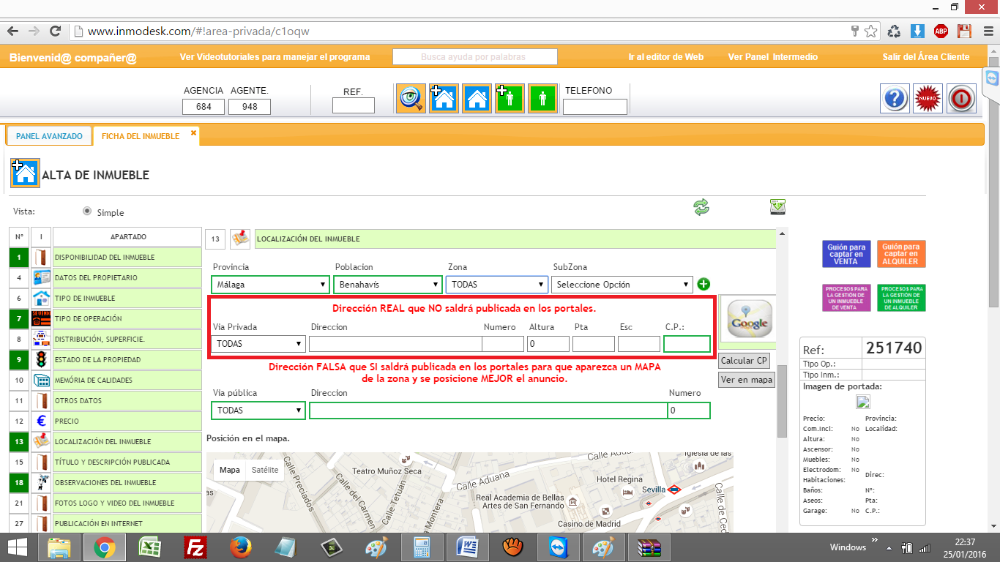 www.inmodesk.com/#!area-privada/c1oqw
ABP
Bienvenid@ compañer@
Ver Videotutoriales para manejar el programa
Busca ayuda por palabras
Ir al editor de Web
Ver Panel Intermedio
Salir del Área Cliente
AGENCIA AGENTE.
684 948
REF.
TELEFONO
NUEVO
PANEL AVANZADO
FICHA DEL INMUEBLE
ALTA DE INMUEBLE
Vista:
Simple
Nº I APARTADO
1 DISPONIBILIDAD DEL INMUEBLE
4 DATOS DEL PROPIETARIO
6 TIPO DE INMUEBLE
7 SE VENDE TIPO DE OPERACIÓN
8 DISTRIBUCIÓN, SUPERFICIE.
9 ESTADO DE LA PROPIEDAD
10 MEMÓRIA DE CALIDADES
11 OTROS DATOS
12 € PRECIO
13 LOCALIZACIÓN DEL INMUEBLE
15 TÍTULO Y DESCRIPCIÓN PUBLICADA
18 OBSERVACIONES DEL INMUEBLE
21 FOTOS LOGO Y VIDEO DEL INMUEBLE
27 PUBLICACIÓN EN INTERNET
13 LOCALIZACIÓN DEL INMUEBLE
Provincia Poblacion Zona SubZona
Málaga Benahavís TODAS Seleccione Opción
Dirección REAL que NO saldrá publicada en los portales.
Via Privada Direccion Numero Altura Pta Esc C.P.:
TODAS 0
Dirección FALSA que SI saldrá publicada en los portales para que aparezca un MAPA
de la zona y se posicione MEJOR el anuncio.
Via pública Direccion Numero
TODAS 0
Google
Calcular CP
Ver en mapa
Posición en el mapa.
Mapa Satélite
Calle Preciados
Calle del Carmen
Calle Tetuán
Teatro Muñoz Seca
Montera
Calle Aduana
Calle Aduana
Real Academia de Bellas
Artes de San Fernando
Hotel Regina
Sevilla
Casino de Madrid
Iglesia de las
Calle de Ced
as
Guión para
captar en
VENTA
Guión para
captar en
ALQUILER
PROCESOS PARA
LA GESTIÓN DE
UN INMUEBLE
DE VENTA
PROCESOS PARA
LA GESTIÓN DE
UN INMUEBLE
DE ALQUILER
Ref: 251740
Tipo Op.:
Tipo Inm.:
Imagen de portada:
Precio: Provincia:
Com.Incl: No Localidad:
Altura: No
Ascensor: No
Muebles: No
Electrodom: No
Direc:
Habitaciones:
Baños: Nº:
Aseos: Pta:
Garage: No C.P.:
Fz
Windows
22:37
25/01/2016